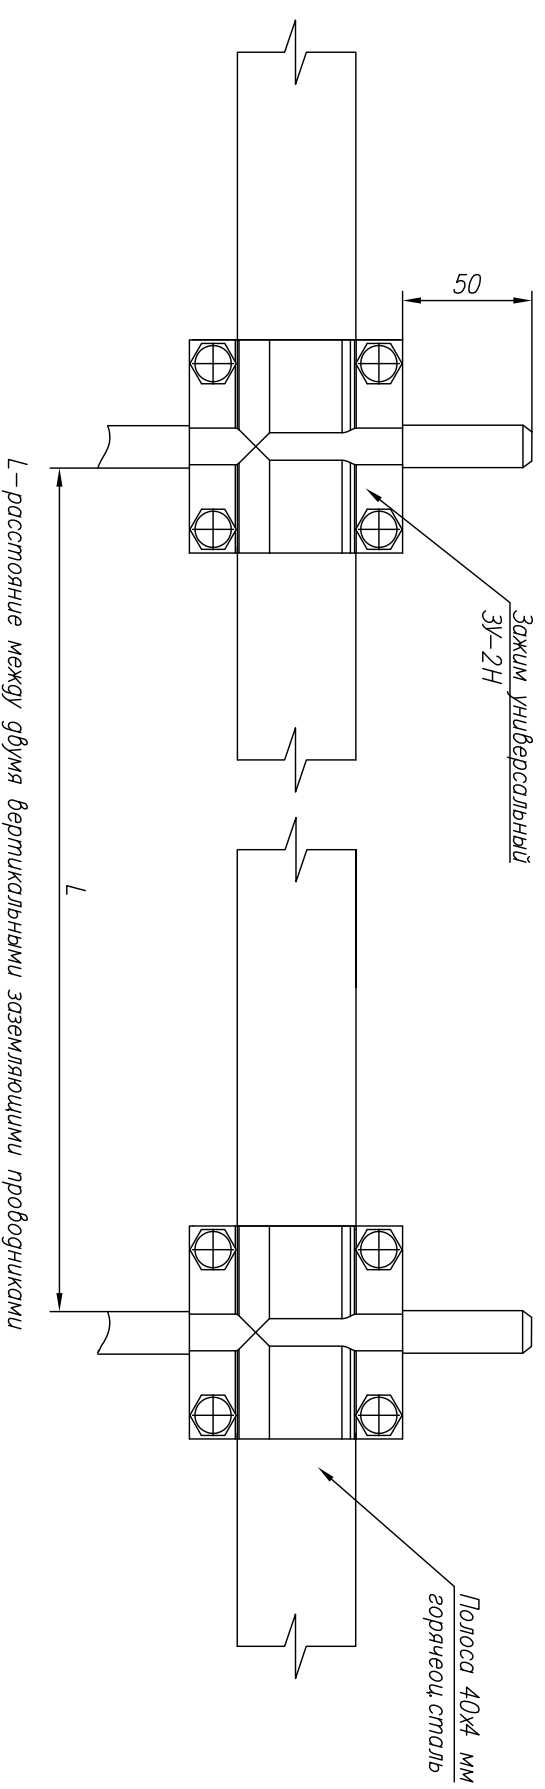 50
Зажим универсальный
ЗУ-2Н
L
L-расстояние между двумя вертикальными заземляющими проводниками
Полоса 40х4 мм
горячеоц.сталь